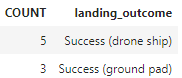 COUNT landing_outcome
5 Success (drone ship)
3 Success (ground pad)